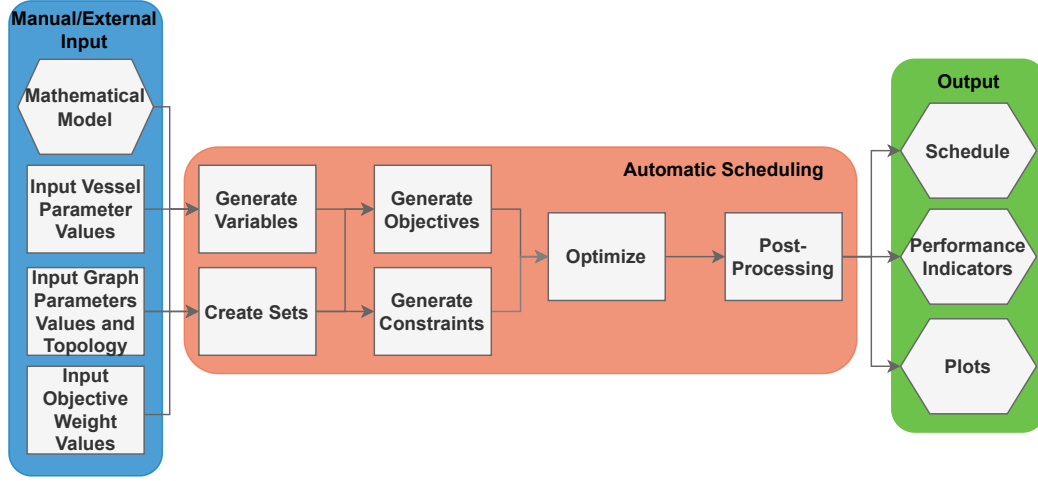 Manual/External
Input
Mathematical
Model
Input Vessel
Parameter
Values
Input Graph
Parameters
Values and
Topology
Input
Objective
Weight
Values
Automatic Scheduling
Generate
Variables
Create Sets
Generate
Objectives
Generate
Constraints
Optimize
Post-
Processing
Output
Schedule
Performance
Indicators
Plots